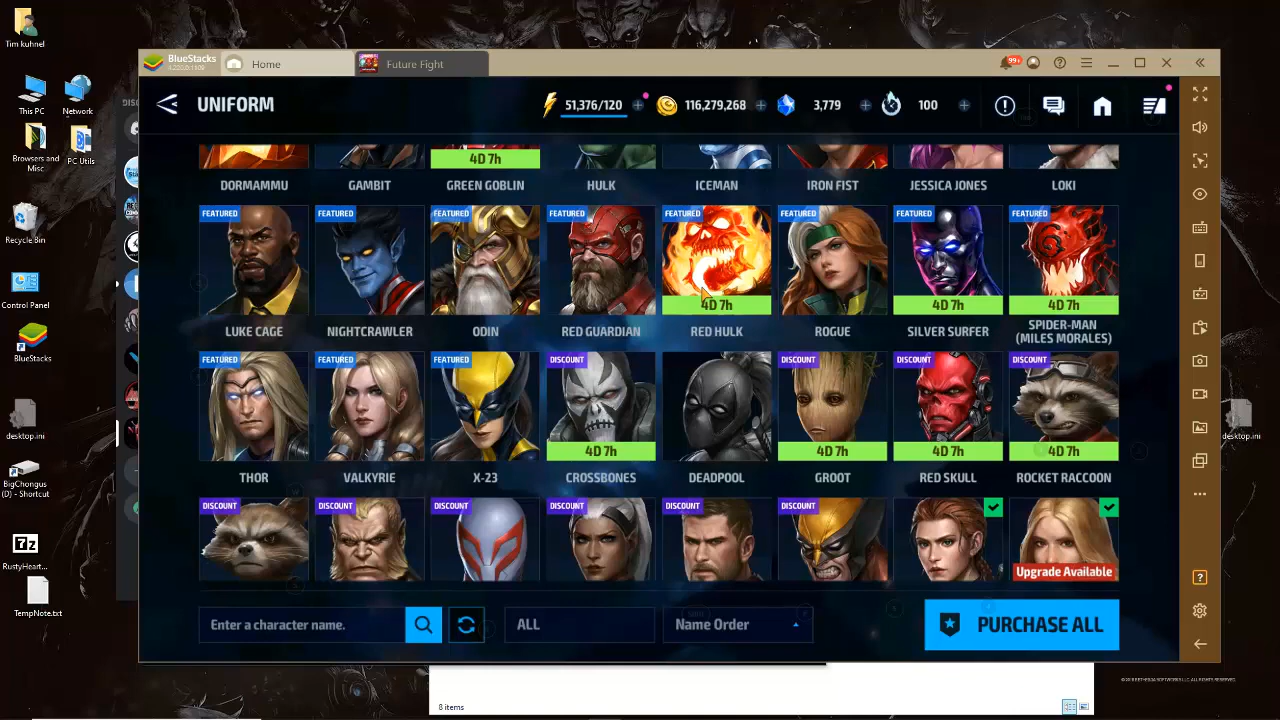 Tim kuhnel
This PC
Network
Browsers and Misc
PC Utils
Recycle Bin
Control Panel
BlueStacks
desktop.ini
BigChongus (D) - Shortcut
RustyHeart...
TempNote.txt
desktop.ini
BlueStacks
Home
Future Fight
99+
UNIFORM
51,376/120
116,279,268
3,779
100
4D 7h
DORMAMMU
GAMBIT
GREEN GOBLIN
HULK
ICEMAN
IRON FIST
JESSICA JONES
LOKI
FEATURED
FEATURED
FEATURED
FEATURED
FEATURED
FEATURED
FEATURED
FEATURED
4D 7h
4D 7h
4D 7h
LUKE CAGE
NIGHTCRAWLER
ODIN
RED GUARDIAN
RED HULK
ROGUE
SILVER SURFER
SPIDER-MAN
(MILES MORALES)
FEATURED
FEATURED
FEATURED
DISCOUNT
DISCOUNT
DISCOUNT
DISCOUNT
4D 7h
4D 7h
4D 7h
4D 7h
THOR
VALKYRIE
X-23
CROSSBONES
DEADPOOL
GROOT
RED SKULL
ROCKET RACCOON
DISCOUNT
DISCOUNT
DISCOUNT
DISCOUNT
DISCOUNT
DISCOUNT
Upgrade Available
Enter a character name.
ALL
Name Order
PURCHASE ALL
8 items